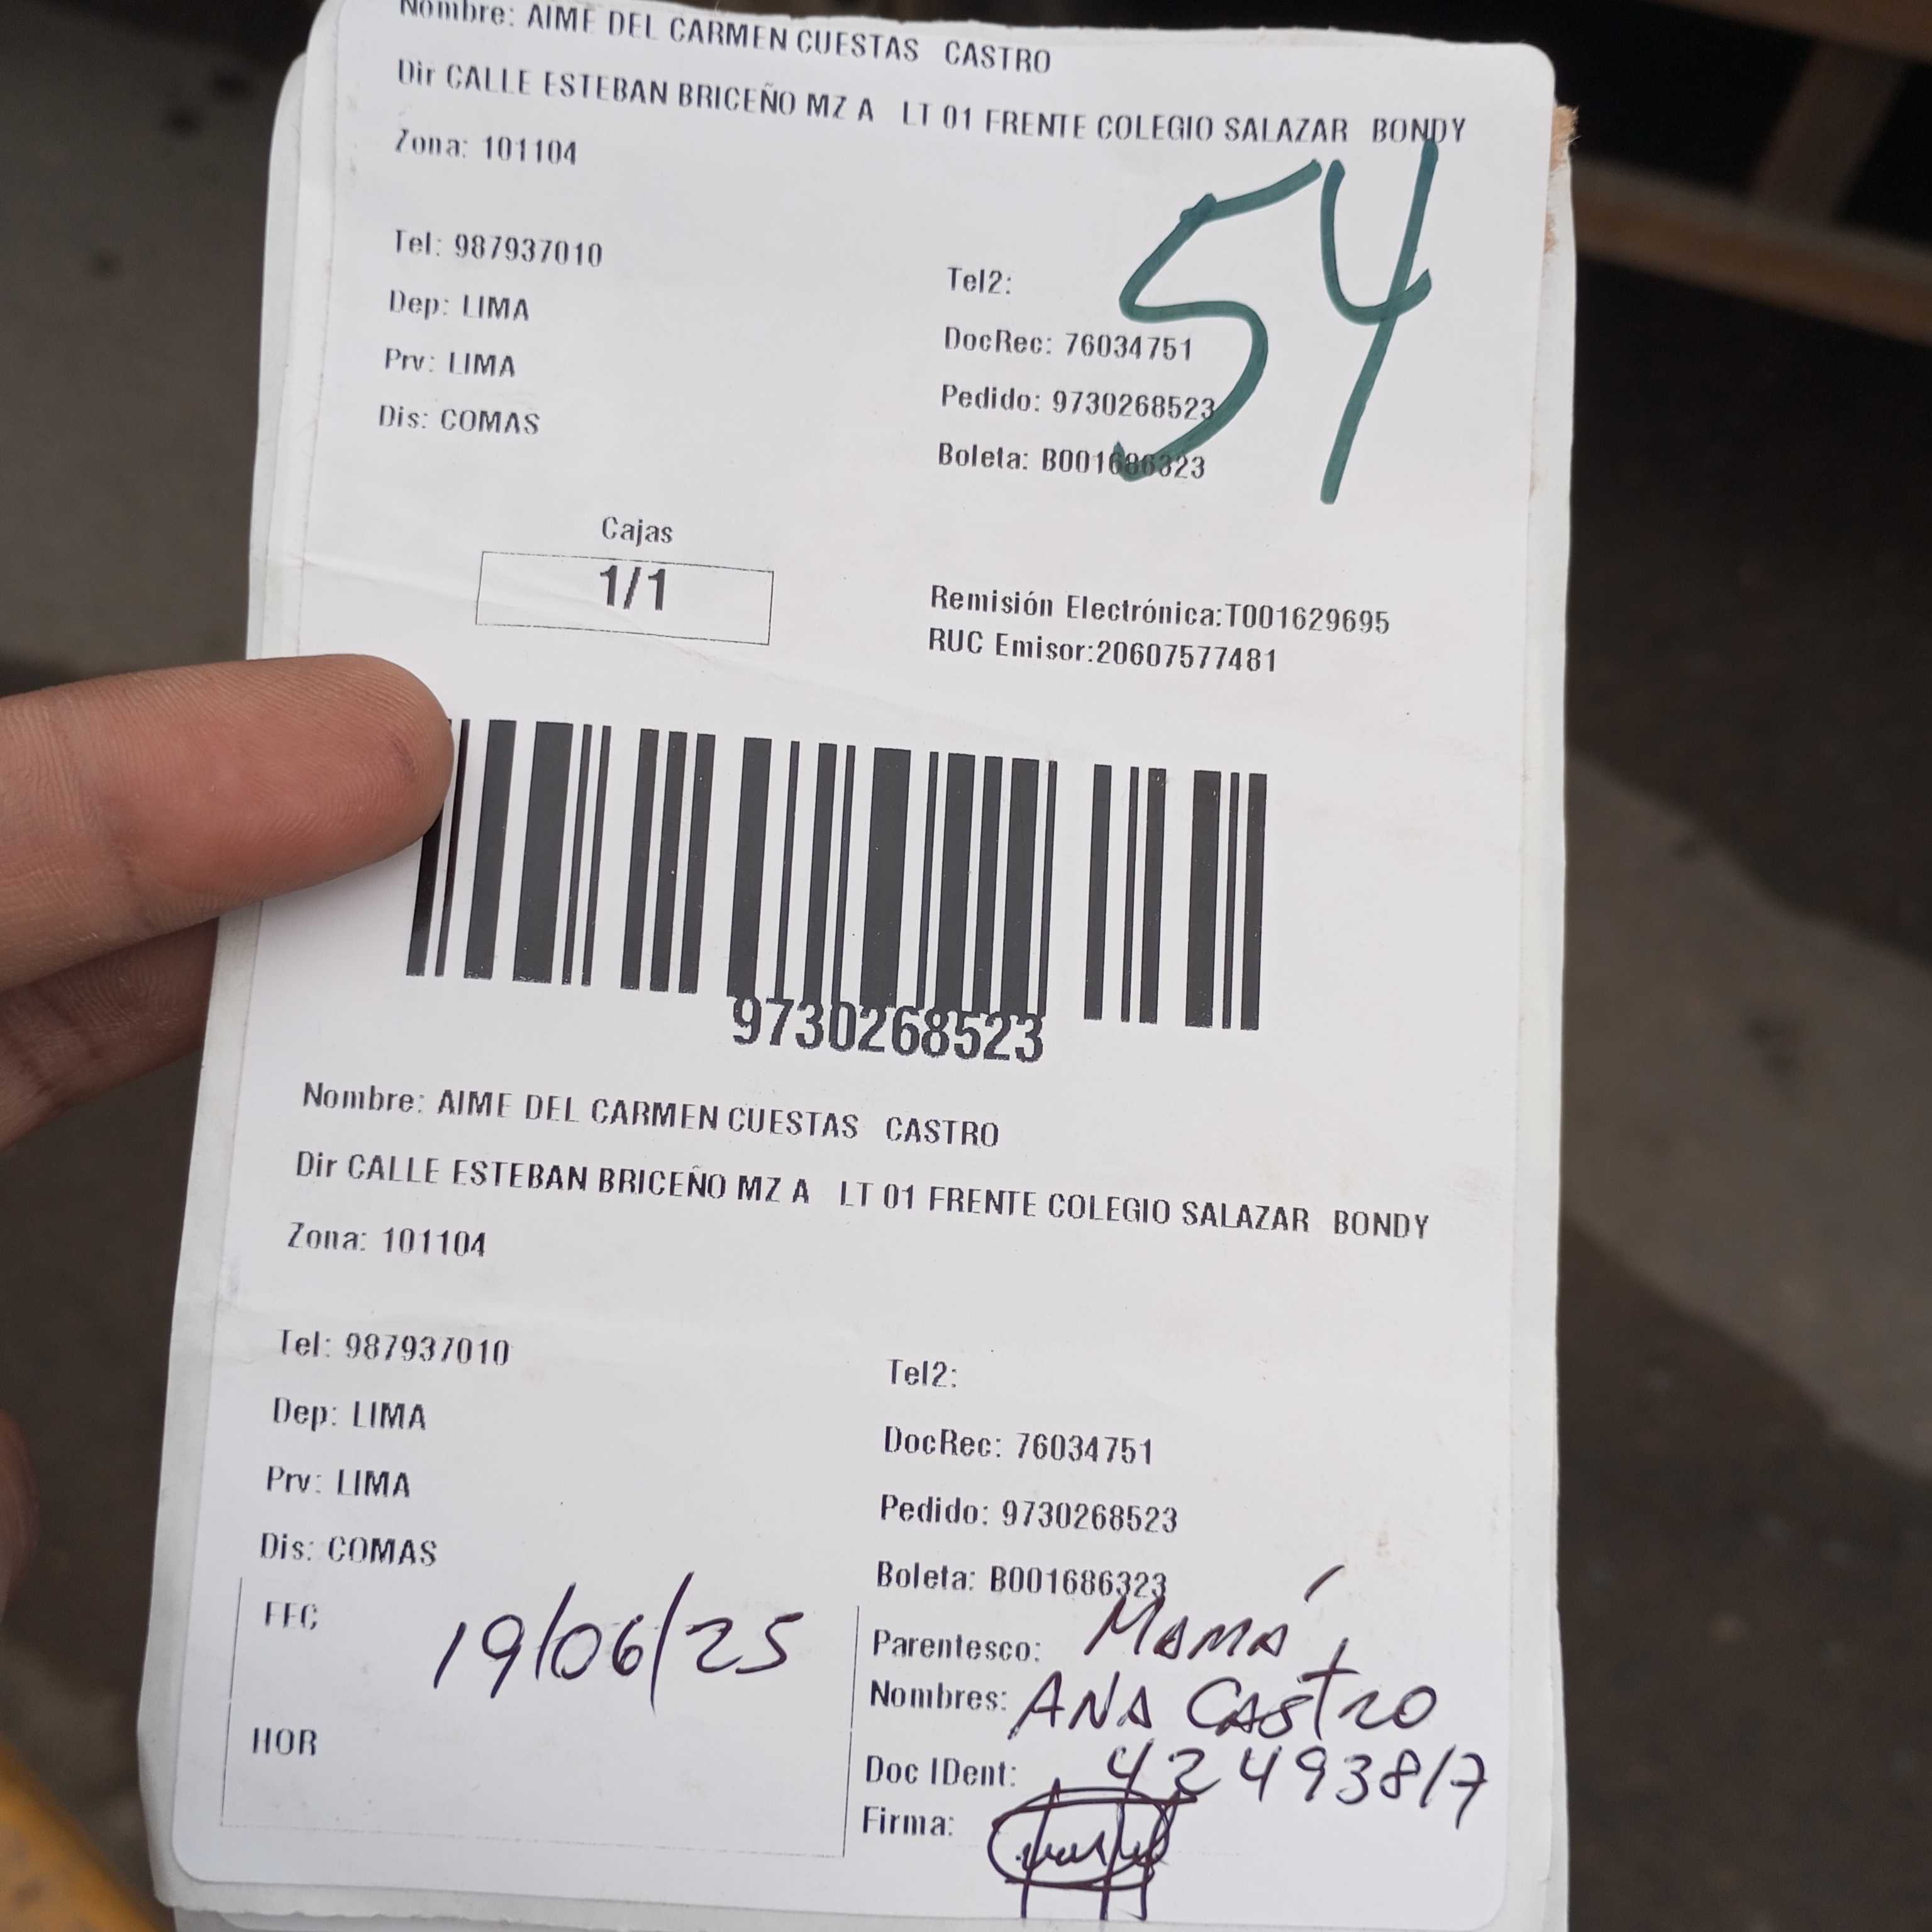 Nombre: AIME DEL CARMEN CUESTAS CASTRO
Dir CALLE ESTEBAN BRICEÑO MZ A LT 01 FRENTE COLEGIO SALAZAR BONDY
Zona: 101104
54
Tel: 987937010
Tel2:
Dep: LIMA
DocRec: 76034751
Prv: LIMA
Pedido: 9730268523
Dis: COMAS
Boleta: B001686323
Cajas
1/1
Remisión Electrónica:T001629695
RUC Emisor:20607577481
9730268523
Nombre: AIME DEL CARMEN CUESTAS CASTRO
Dir CALLE ESTEBAN BRICEÑO MZ A LT 01 FRENTE COLEGIO SALAZAR BONDY
Zona: 101104
Tel: 987937010
Tel2:
Dep: LIMA
DocRec: 76034751
Prv: LIMA
Pedido: 9730268523
Dis: COMAS
Boleta: B001686323
FEC 19/06/25
Parentesco: MAMÁ
Nombres: ANA CASTRO
HOR
Doc IDent: 42493817
Firma: